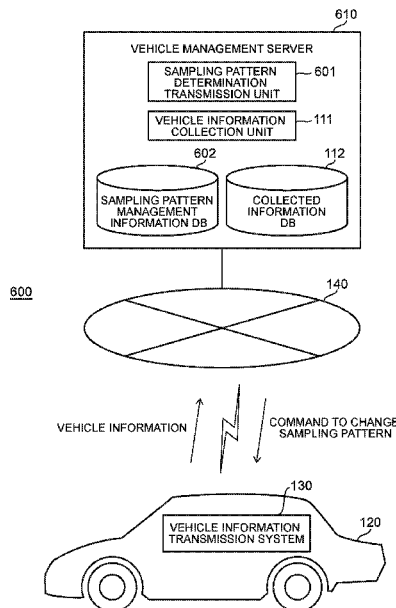 610
VEHICLE MANAGEMENT SERVER
SAMPLING PATTERN
DETERMINATION
TRANSMISSION UNIT
601
VEHICLE INFORMATION
COLLECTION UNIT
111
602
112
SAMPLING PATTERN
MANAGEMENT
INFORMATION DB
COLLECTED
INFORMATION
DB
600
140
VEHICLE INFORMATION
COMMAND TO CHANGE
SAMPLING PATTERN
130
VEHICLE INFORMATION
TRANSMISSION SYSTEM
120